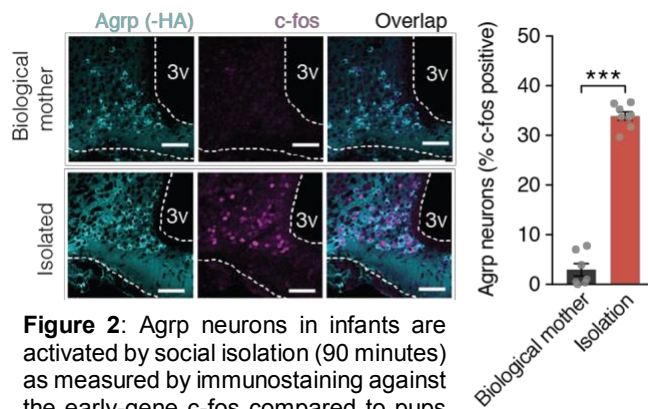 Agrp (-HA) c-fos Overlap
Biological mother
3v
3v
3v
Isolated
3v
3v
3v
Agrp neurons (% c-fos positive)
50
40
30
20
10
0
***
Biological mother
Isolation
Figure 2: Agrp neurons in infants are
activated by social isolation (90 minutes)
as measured by immunostaining against
the early-gene c-fos compared to pups